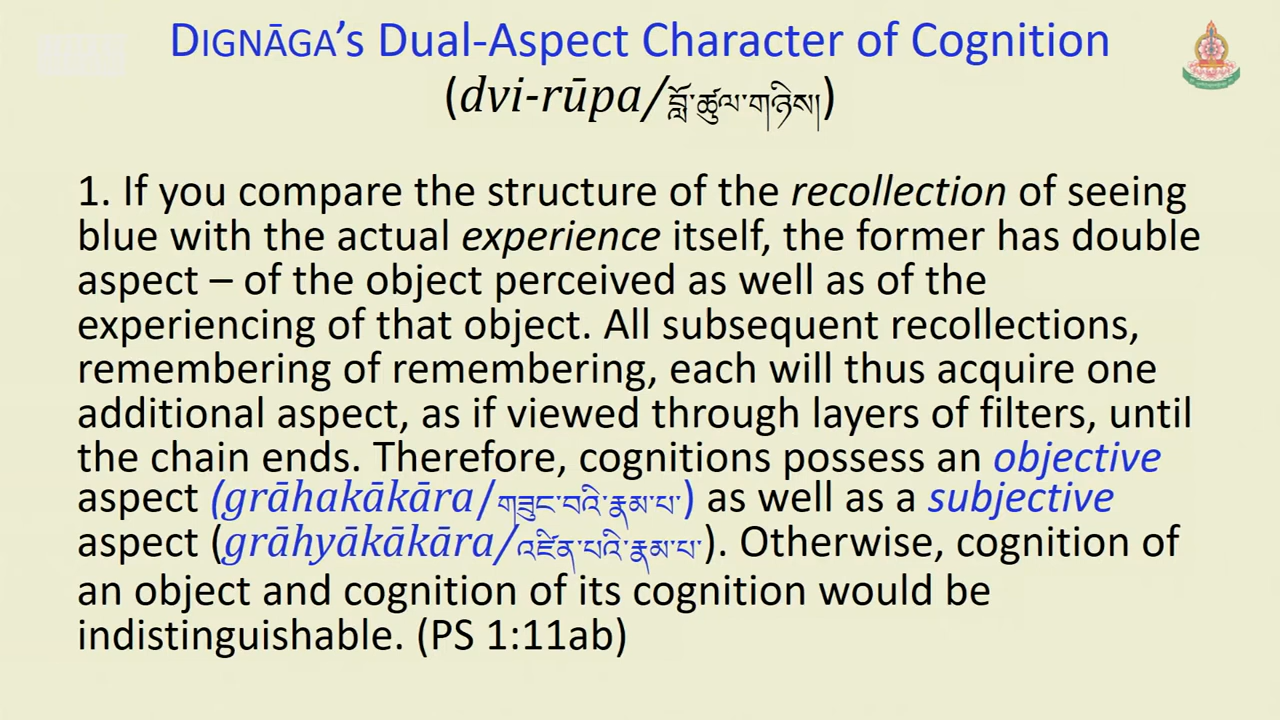 DIGNĀGA’s Dual-Aspect Character of Cognition
(dvi-rūpa/བློ་ཚུལ་གཉིས།)
1. If you compare the structure of the recollection of seeing
blue with the actual experience itself, the former has double
aspect – of the object perceived as well as of the
experiencing of that object. All subsequent recollections,
remembering of remembering, each will thus acquire one
additional aspect, as if viewed through layers of filters, until
the chain ends. Therefore, cognitions possess an objective
aspect (grāhakākāra/གཟུང་བའི་རྣམ་པ་) as well as a subjective
aspect (grāhyākākāra/འཛིན་པའི་རྣམ་པ་). Otherwise, cognition of
an object and cognition of its cognition would be
indistinguishable. (PS 1:11ab)